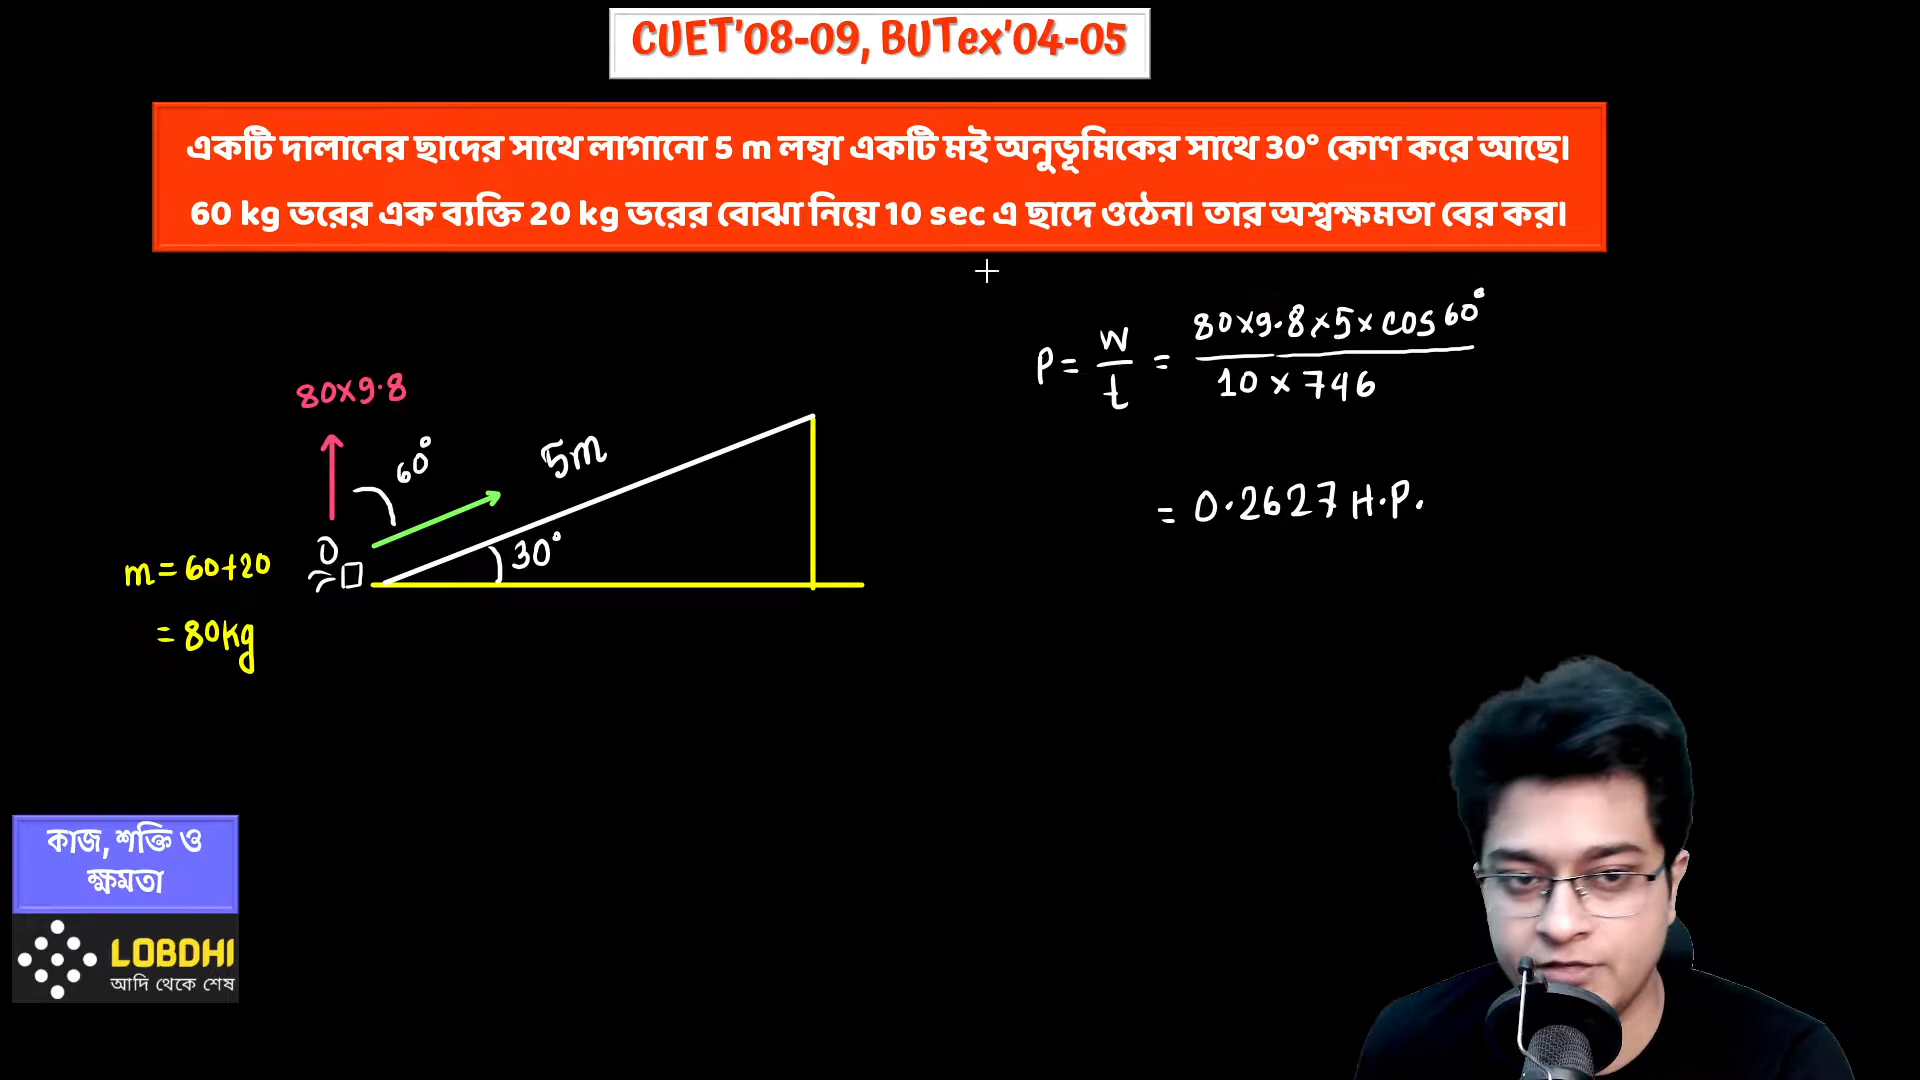 CUET'08-09, BUTex'04-05
একটি দালানের ছাদের সাথে লাগানো 5 m লম্বা একটি মই অনুভূমিকের সাথে 30° কোণ করে আছে।
60 kg ভরের এক ব্যক্তি 20 kg ভরের বোঝা নিয়ে 10 sec এ ছাদে ওঠেন। তার অশ্বক্ষমতা বের কর।
P = W/t = 80×9.8×5×cos 60° / 10 × 746
= 0.2627 H.P.
80×9.8
60°
5m
30°
m = 60+20
= 80kg
কাজ, শক্তি ও
ক্ষমতা
LOBDHI
আদি থেকে শেষ